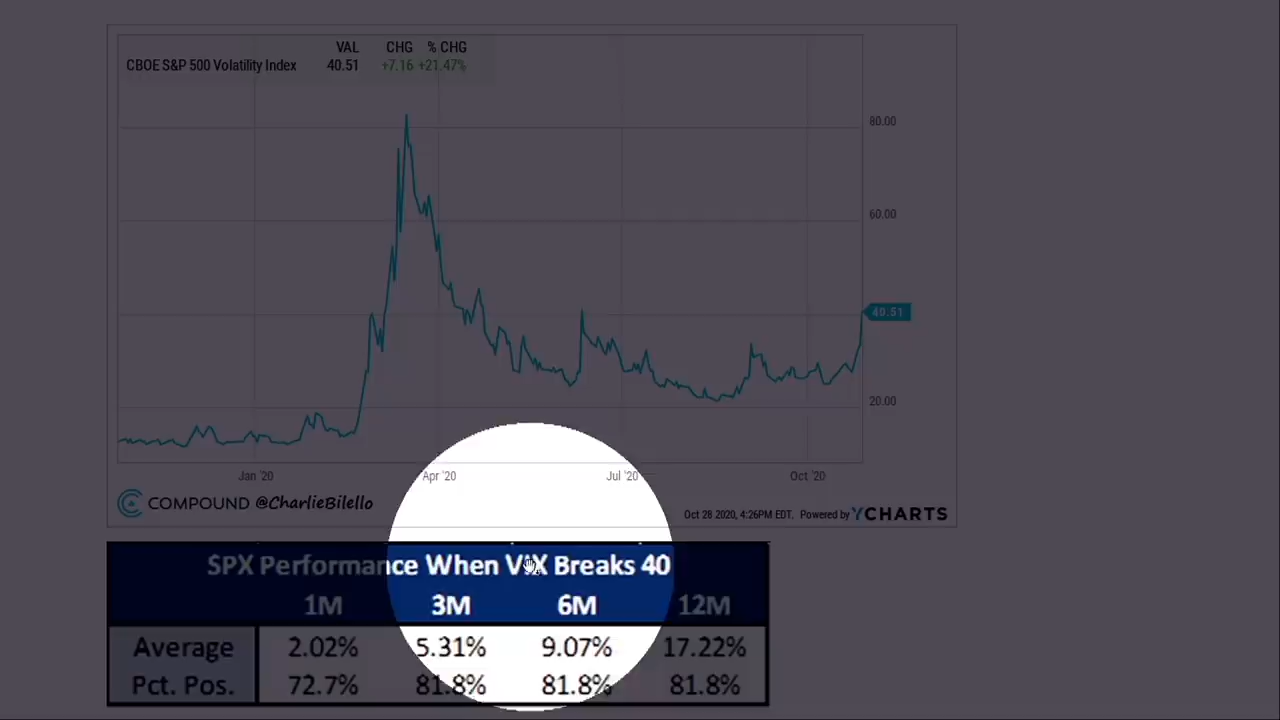 VAL CHG % CHG
CBOE S&P 500 Volatility Index 40.51 +7.16 +21.47%
80.00
60.00
40.51
20.00
Jan '20 Apr '20 Jul '20 Oct '20
COMPOUND @CharlieBilello
Oct 28 2020, 4:26PM EDT. Powered by YCHARTS
SPX Performance When VIX Breaks 40
1M 3M 6M 12M
Average 2.02% 5.31% 9.07% 17.22%
Pct. Pos. 72.7% 81.8% 81.8% 81.8%